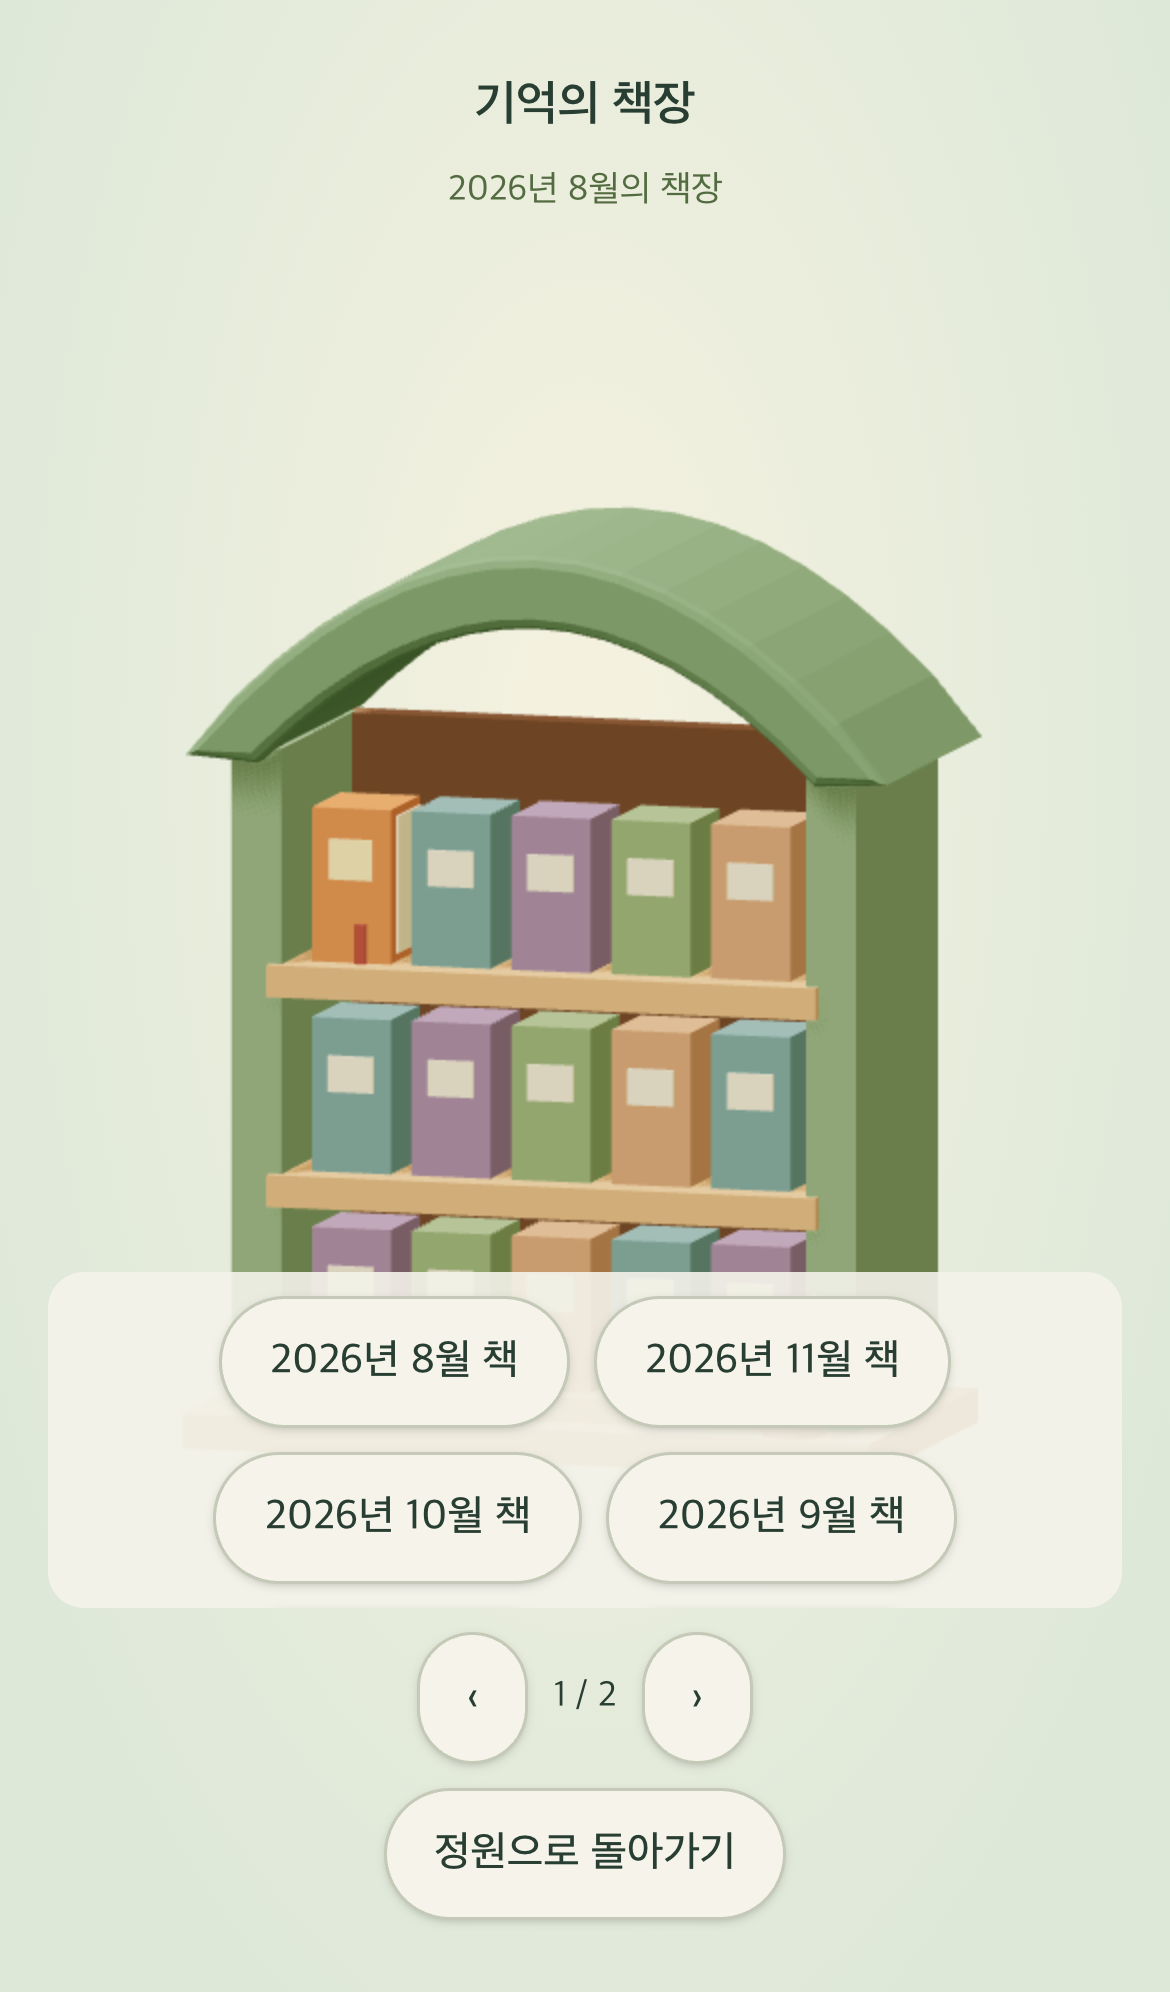 기억의 책장
2026년 8월의 책장
2026년 8월 책
2026년 11월 책
2026년 10월 책
2026년 9월 책
‹ 1 / 2 ›
정원으로 돌아가기